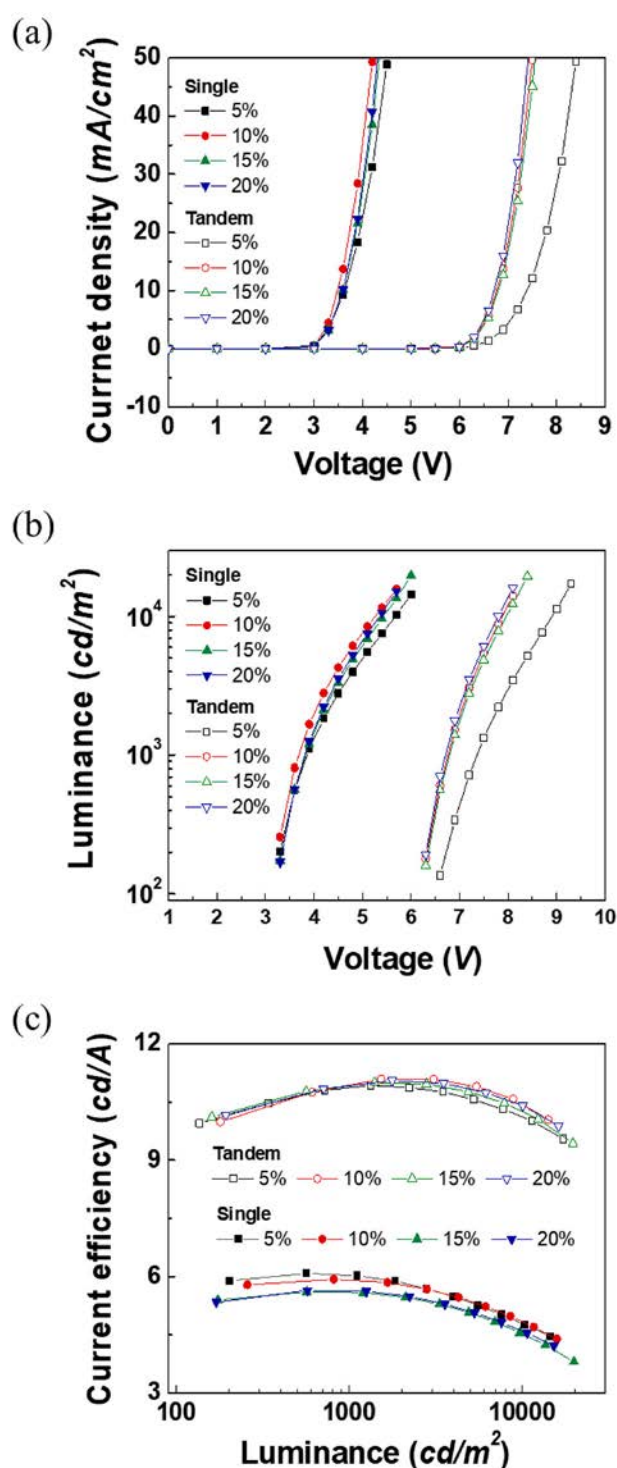 (a)
Currnet density (mA/cm²)
50
40
30
20
10
0
-10
Single
5%
10%
15%
20%
Tandem
5%
10%
15%
20%
0 1 2 3 4 5 6 7 8 9
Voltage (V)
(b)
Luminance (cd/m²)
10⁴
10³
10²
Single
5%
10%
15%
20%
Tandem
5%
10%
15%
20%
1 2 3 4 5 6 7 8 9 10
Voltage (V)
(c)
Current efficiency (cd/A)
12
9
6
3
Tandem
5% 10% 15% 20%
Single
5% 10% 15% 20%
100 1000 10000
Luminance (cd/m²)